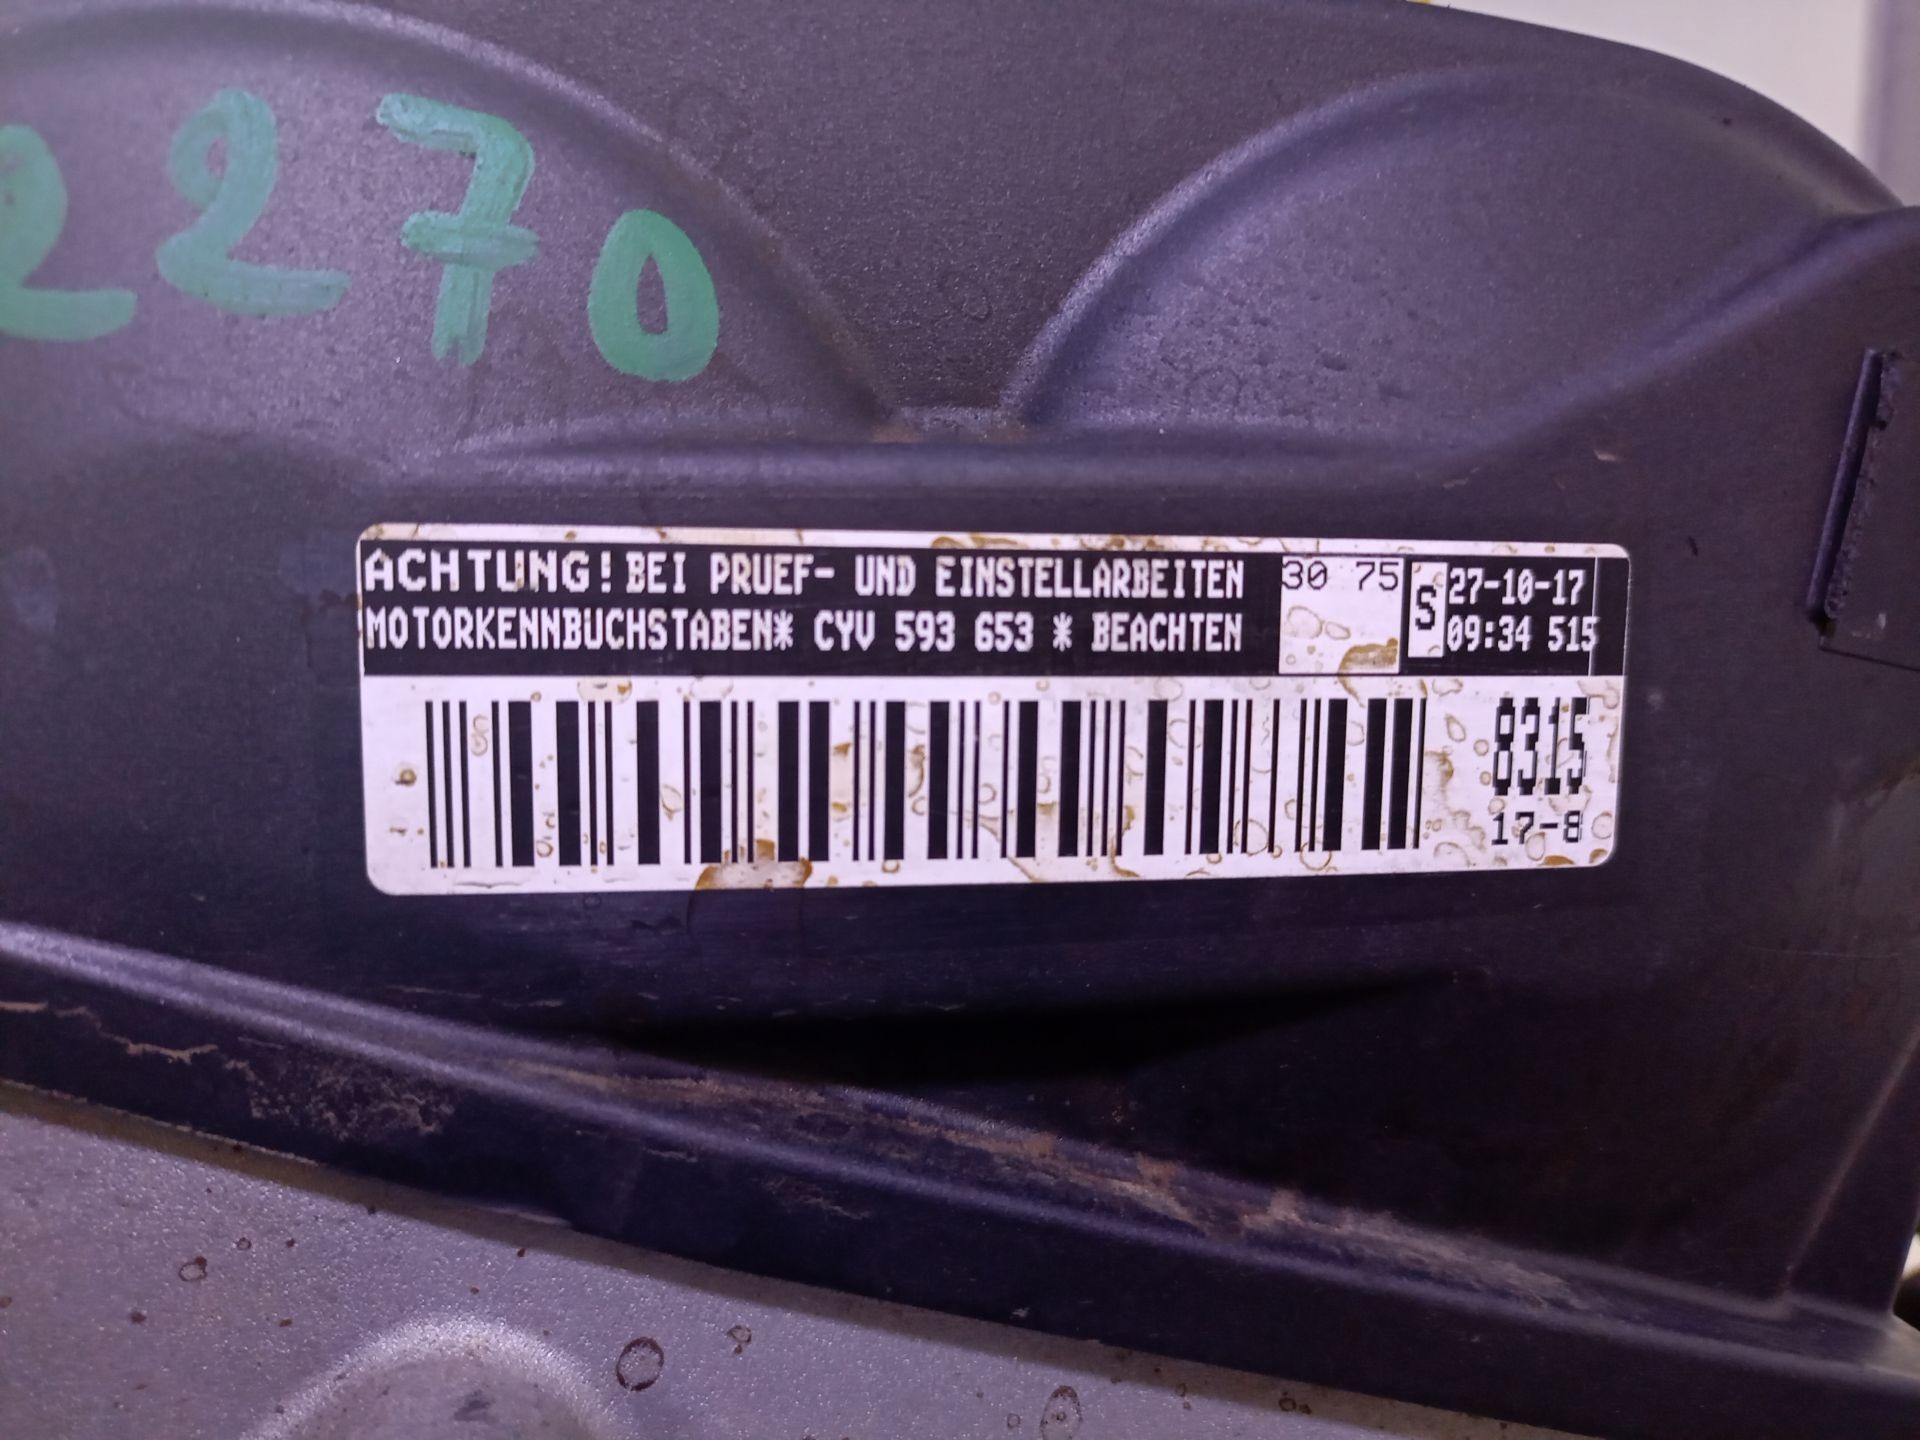 2270
ACHTUNG! BEI PRUEF- UND EINSTELLARBEITEN
MOTORKENNBUCHSTABEN* CYV 593 653 * BEACHTEN
30 75
S
27-10-17
09:34 515
8315
17-8